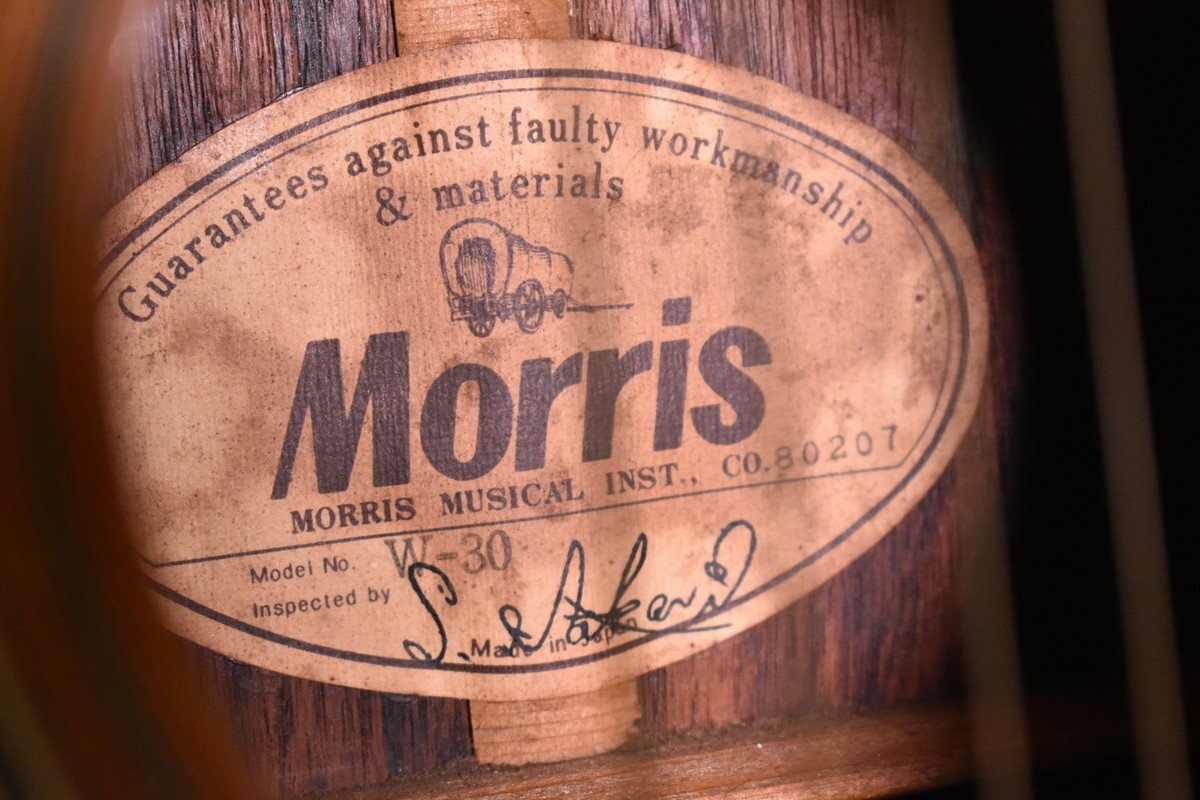 Guarantees against faulty workmanship
& materials
Morris
MORRIS MUSICAL INST., CO. 80207
Model No. W-30
Inspected by
Made in Japan